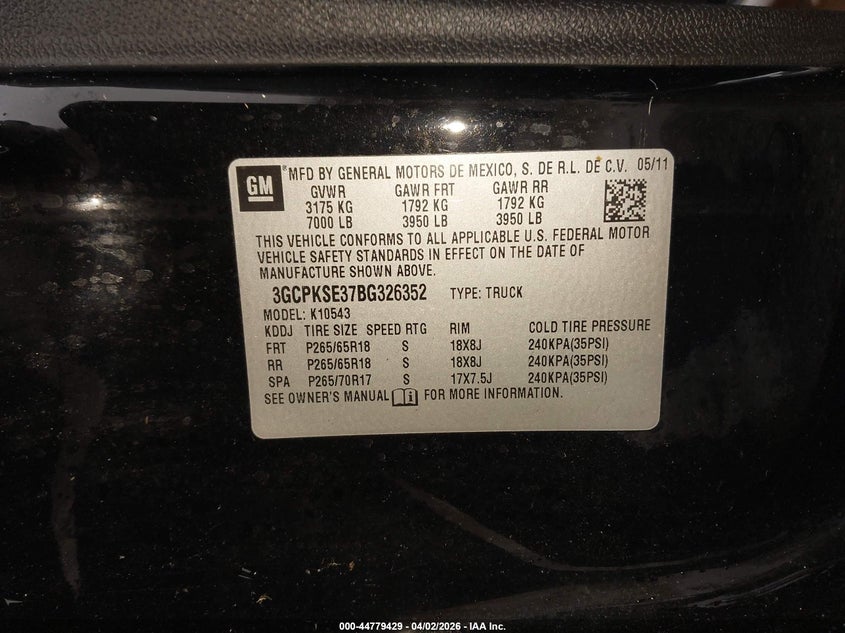 GM ® MFD BY GENERAL MOTORS DE MEXICO, S. DE R.L. DE C.V. 05/11
GVWR GAWR FRT GAWR RR
3175 KG 1792 KG 1792 KG
7000 LB 3950 LB 3950 LB
THIS VEHICLE CONFORMS TO ALL APPLICABLE U.S. FEDERAL MOTOR
VEHICLE SAFETY STANDARDS IN EFFECT ON THE DATE OF
MANUFACTURE SHOWN ABOVE.
3GCPKSE37BG326352 TYPE: TRUCK
MODEL: K10543
KDDJ TIRE SIZE SPEED RTG RIM COLD TIRE PRESSURE
FRT P265/65R18 S 18X8J 240KPA(35PSI)
RR P265/65R18 S 18X8J 240KPA(35PSI)
SPA P265/70R17 S 17X7.5J 240KPA(35PSI)
SEE OWNER'S MANUAL i FOR MORE INFORMATION.
000-44779429 - 04/02/2026 - IAA Inc.